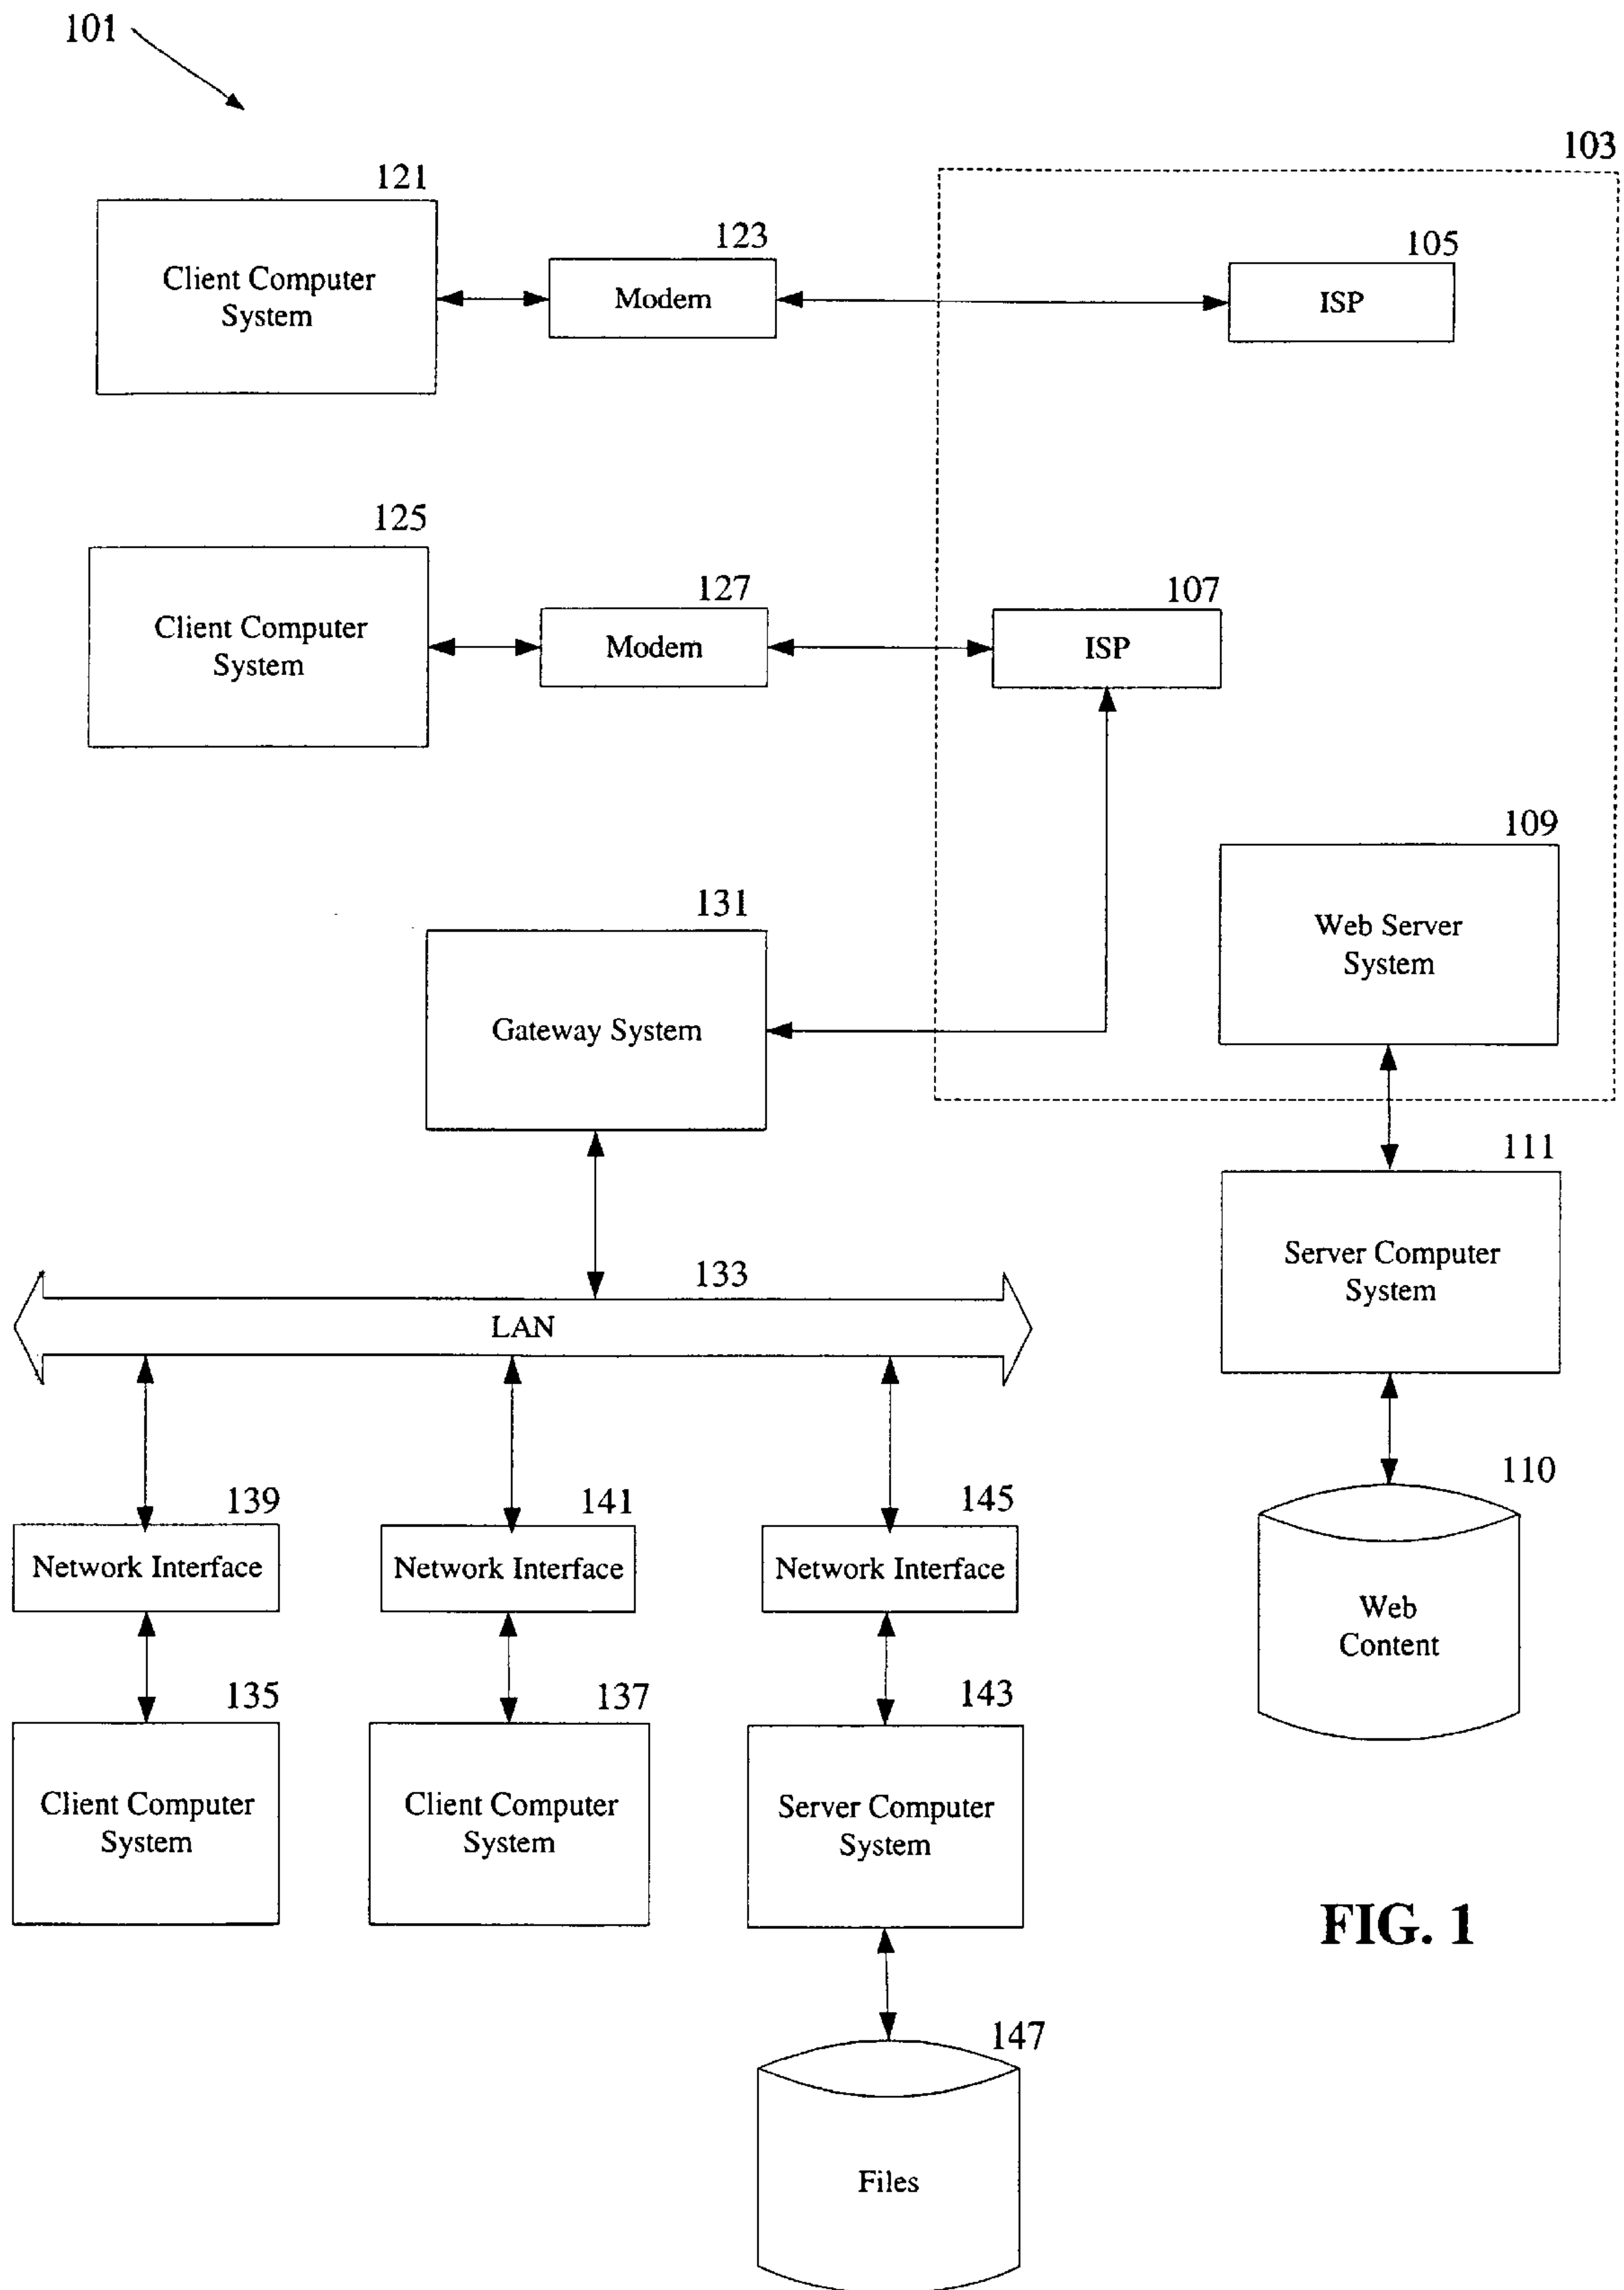 101
103
121
Client Computer
System
123
Modem
105
ISP
125
Client Computer
System
127
Modem
107
ISP
109
Web Server
System
131
Gateway System
111
Server Computer
System
133
LAN
110
Web
Content
139
Network Interface
141
Network Interface
145
Network Interface
135
Client Computer
System
137
Client Computer
System
143
Server Computer
System
FIG. 1
147
Files